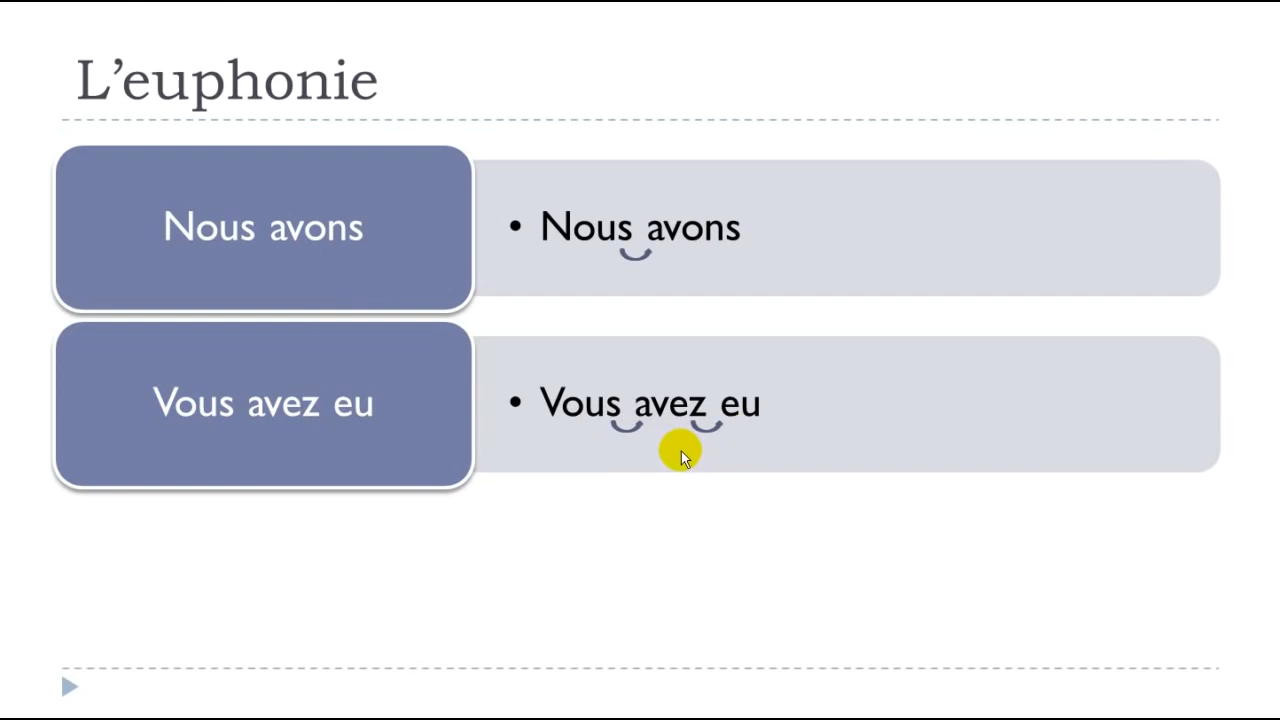 L’euphonie
Nous avons
• Nous avons
Vous avez eu
• Vous avez eu